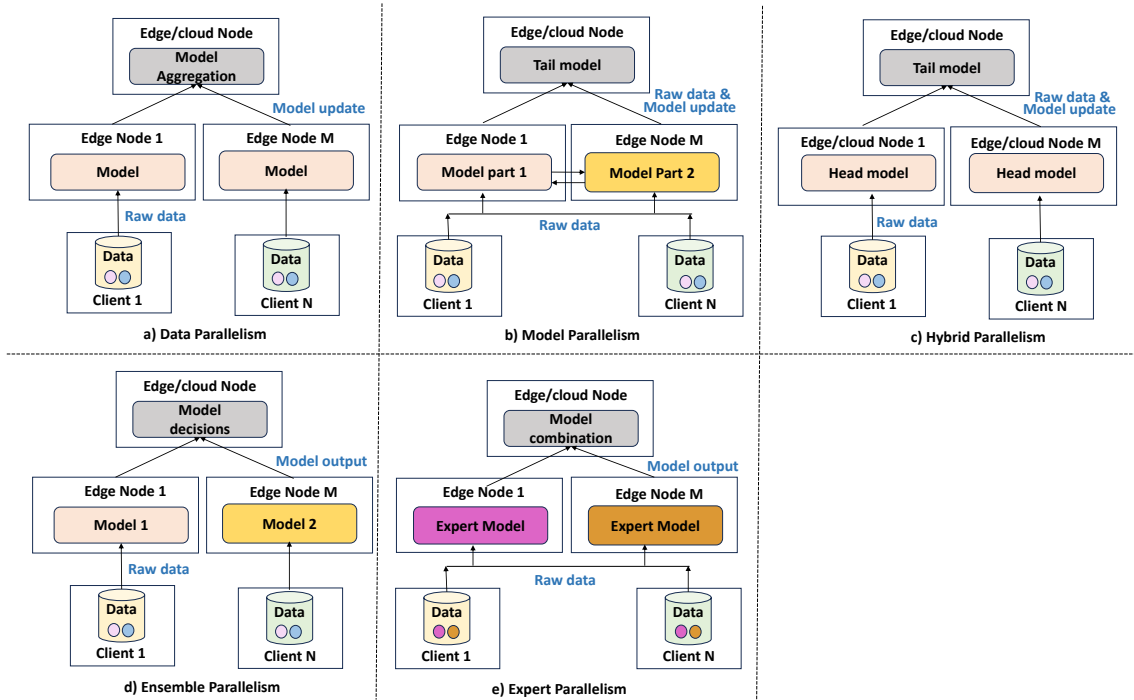 Edge/cloud Node
Model
Aggregation
Model update
Edge Node 1
Model
Edge Node M
Model
Raw data
Data
Client 1
Data
Client N
a) Data Parallelism
Edge/cloud Node
Tail model
Raw data &
Model update
Edge Node 1
Model part 1
Edge Node M
Model Part 2
Raw data
Data
Client 1
Data
Client N
b) Model Parallelism
Edge/cloud Node
Tail model
Raw data &
Model update
Edge/cloud Node 1
Head model
Edge/cloud Node M
Head model
Raw data
Data
Client 1
Data
Client N
c) Hybrid Parallelism
Edge/cloud Node
Model
decisions
Model output
Edge Node 1
Model 1
Edge Node M
Model 2
Raw data
Data
Client 1
Data
Client N
d) Ensemble Parallelism
Edge/cloud Node
Model
combination
Model output
Edge Node 1
Expert Model
Edge Node M
Expert Model
Raw data
Data
Client 1
Data
Client N
e) Expert Parallelism